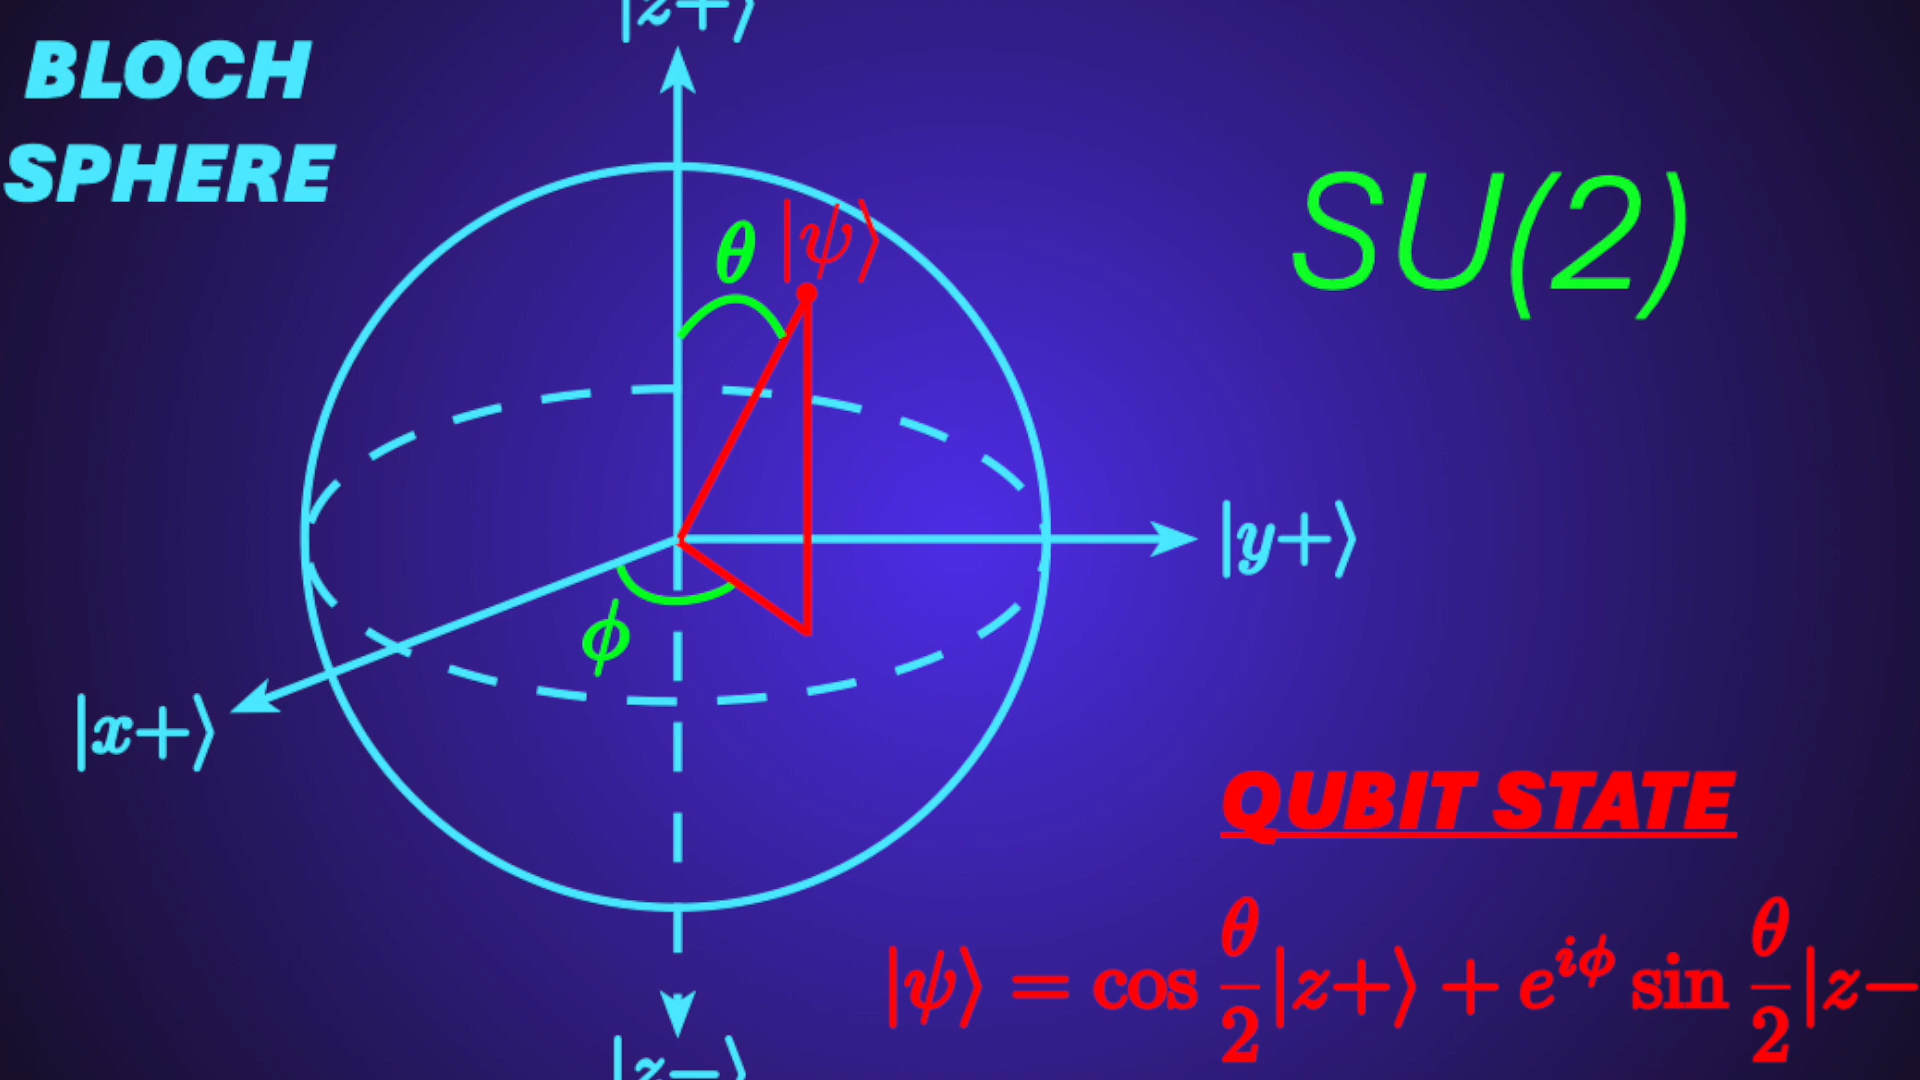 |z+⟩
BLOCH
SPHERE
SU(2)
θ |ψ⟩
|y+⟩
ϕ
|x+⟩
QUBIT STATE
|ψ⟩ = cos θ/2 |z+⟩ + e^{iϕ} sin θ/2 |z−
|z−⟩